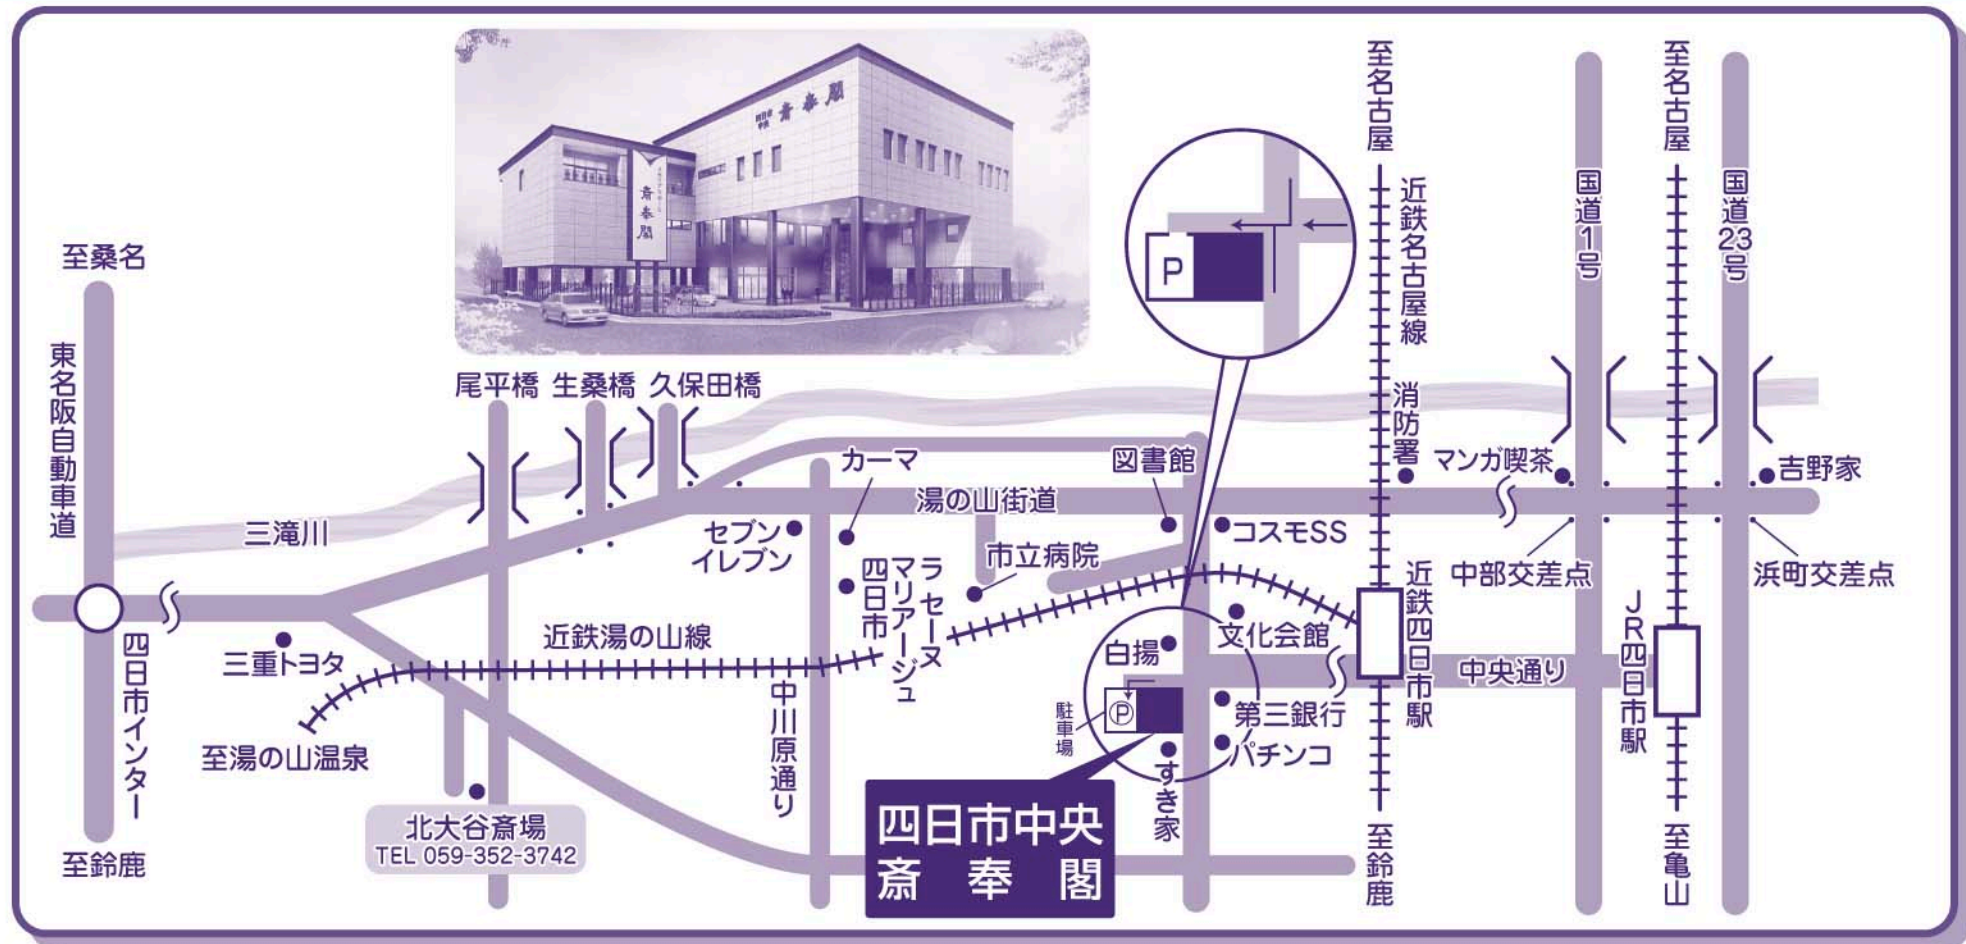 四日市
中央 斎奉閣
斎奉閣
至桑名
東名阪自動車道
四日市インター
至鈴鹿
三滝川
三重トヨタ
至湯の山温泉
近鉄湯の山線
尾平橋
生桑橋
久保田橋
北大谷斎場
TEL 059-352-3742
セブン
イレブン
カーマ
ラ セーヌ
マリアージュ
四日市
中川原通り
湯の山街道
市立病院
図書館
コスモSS
文化会館
白揚
P
駐車場
P
第三銀行
パチンコ
すき家
四日市中央
斎奉閣
至名古屋
近鉄名古屋線
消防署
近鉄四日市駅
至鈴鹿
マンガ喫茶
中部交差点
中央通り
国道1号
至名古屋
JR四日市駅
至亀山
国道23号
吉野家
浜町交差点